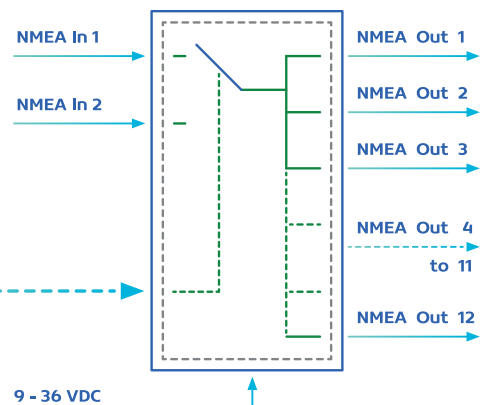 NMEA In 1
NMEA In 2
NMEA Out 1
NMEA Out 2
NMEA Out 3
NMEA Out 4
to 11
NMEA Out 12
9 - 36 VDC